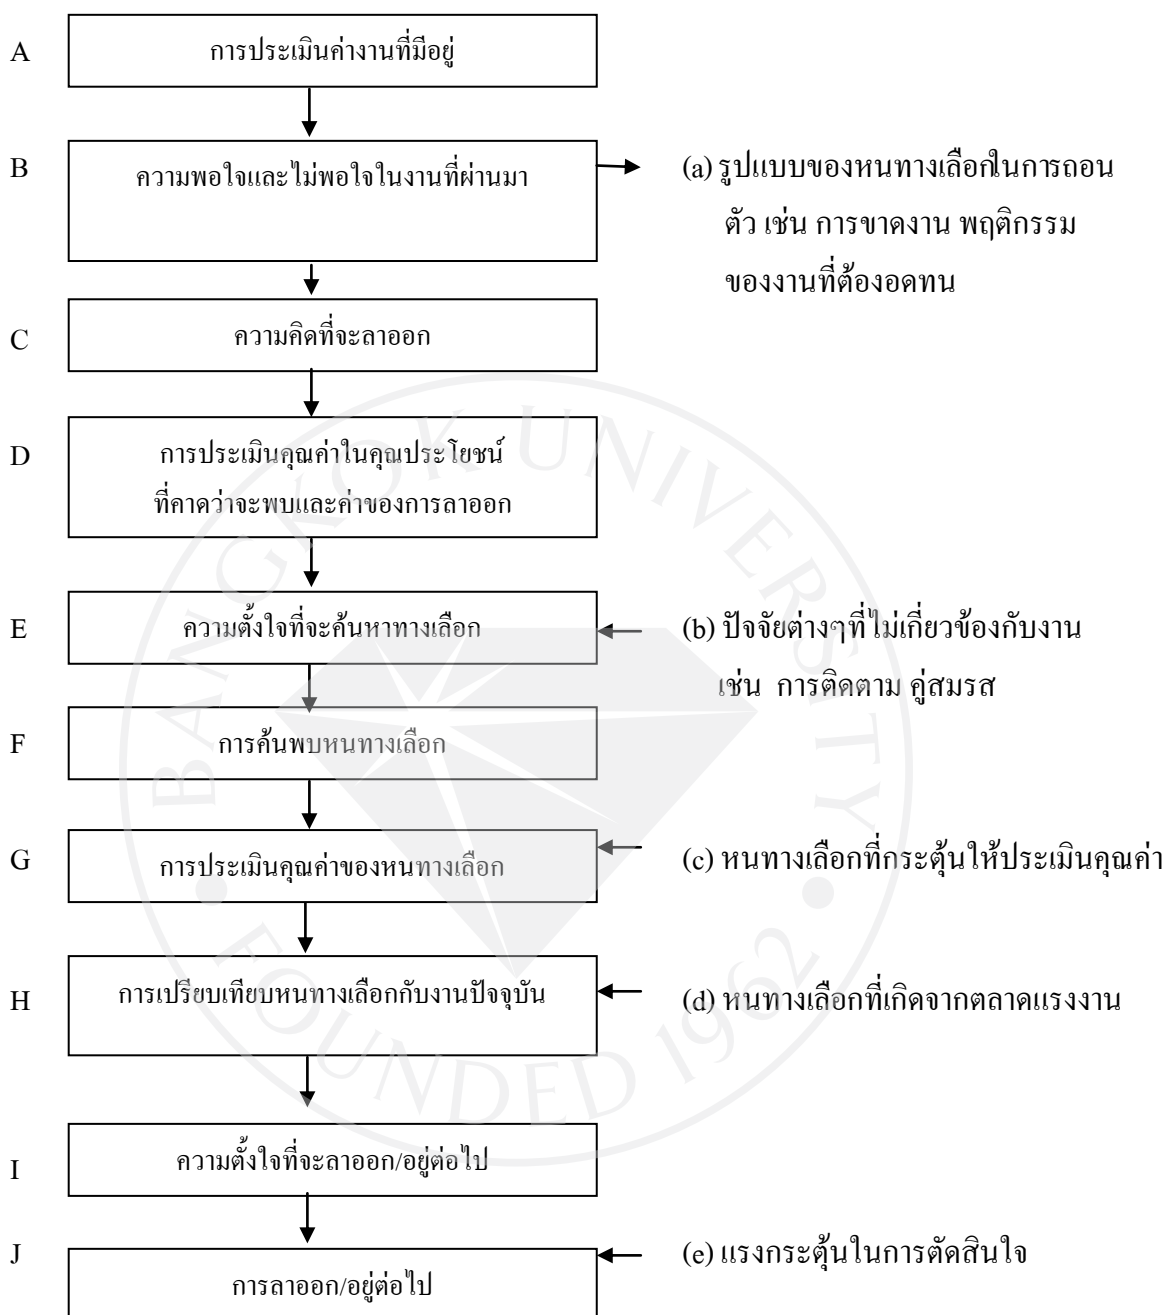 A
การประเมินค่างานที่มีอยู่
B
ความพอใจและไม่พอใจในงานที่ผ่านมา
(a) รูปแบบของหนทางเลือกในการถอน
ตัว เช่น การขาดงาน พฤติกรรม
ของงานที่ต้องอดทน
C
ความคิดที่จะลาออก
D
การประเมินคุณค่าในคุณประโยชน์
ที่คาดว่าจะพบและค่าของการลาออก
E
ความตั้งใจที่จะค้นหาทางเลือก
(b) ปัจจัยต่างๆที่ไม่เกี่ยวข้องกับงาน
เช่น การติดตาม คู่สมรส
F
การค้นพบหนทางเลือก
G
การประเมินคุณค่าของหนทางเลือก
(c) หนทางเลือกที่กระตุ้นให้ประเมินคุณค่า
H
การเปรียบเทียบหนทางเลือกกับงานปัจจุบัน
(d) หนทางเลือกที่เกิดจากตลาดแรงงาน
I
ความตั้งใจที่จะลาออก/อยู่ต่อไป
J
การลาออก/อยู่ต่อไป
(e) แรงกระตุ้นในการตัดสินใจ
BANGKOK UNIVERSITY
FOUNDED 1962